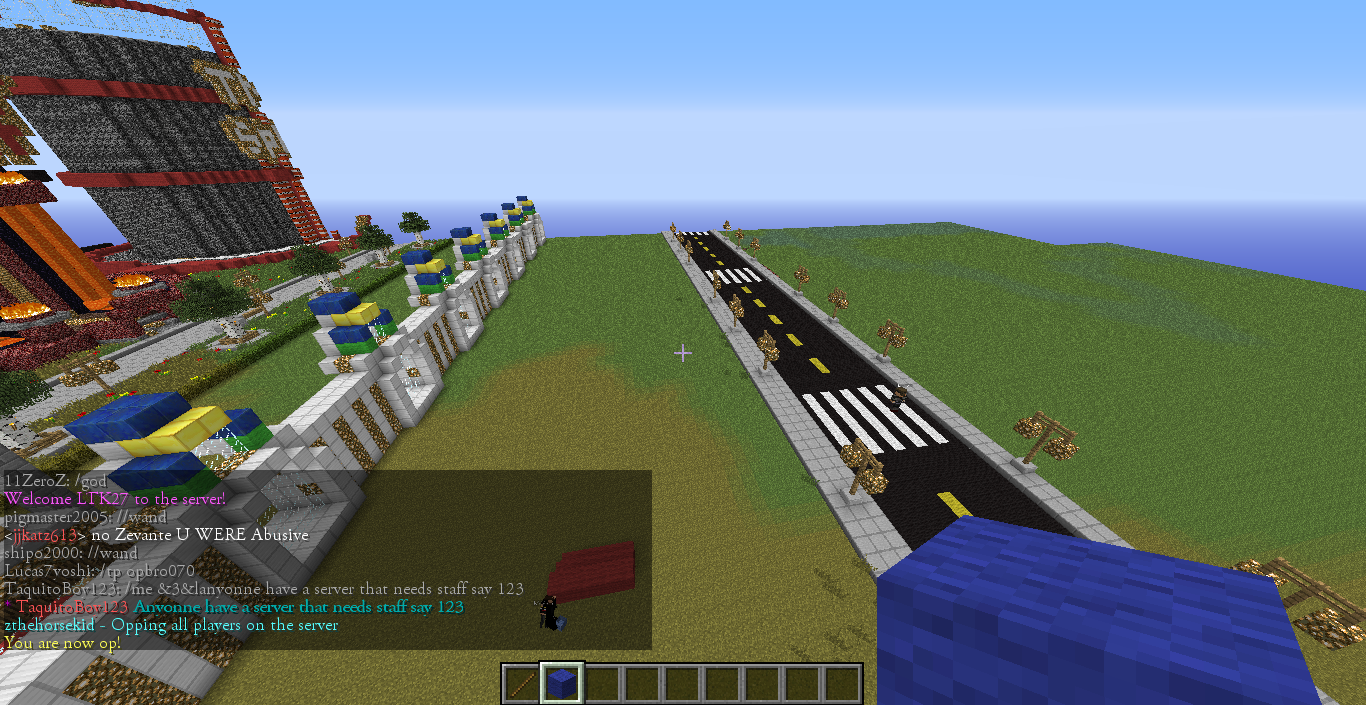 11ZeroZ: /god
Welcome LTK27 to the server!
pigmaster2005: //wand
<jjkatz613> no Zevante U WERE Abusive
shipo2000: //wand
Lucas7yoshi: /tp opbro070
TaquitoBoy123: /me &3&lanyonne have a server that needs staff say 123
* TaquitoBoy123 Anyonne have a server that needs staff say 123
zthehorsekid - Opping all players on the server
You are now op!